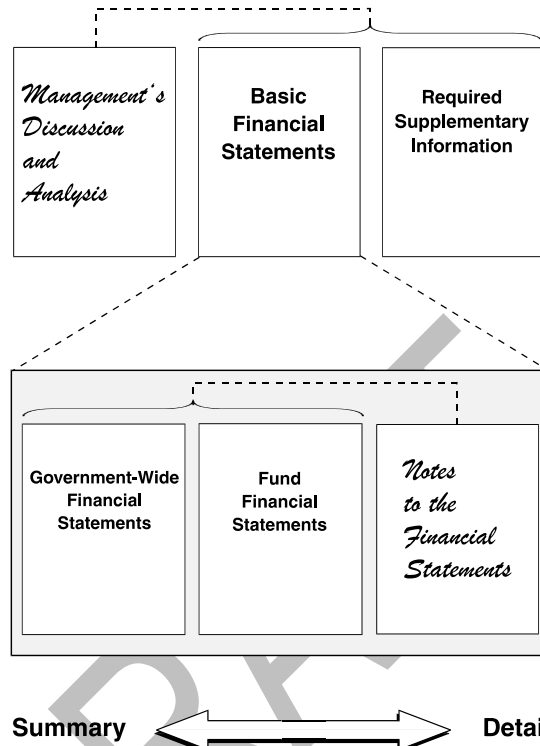 Management's
Discussion
and
Analysis
Basic
Financial
Statements
Required
Supplementary
Information
Government-Wide
Financial
Statements
Fund
Financial
Statements
Notes
to the
Financial
Statements
Summary
Detai